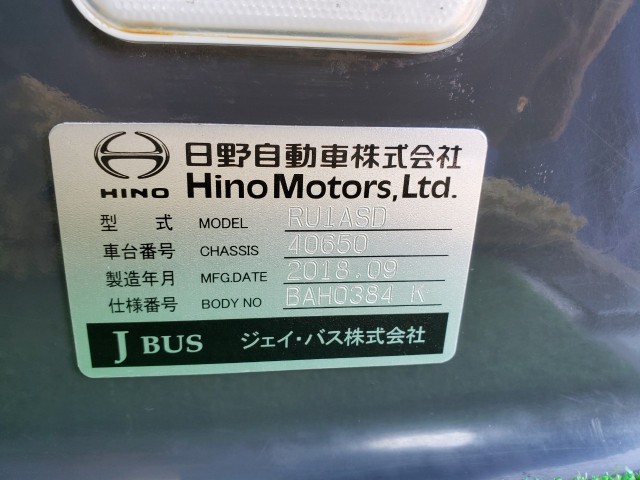 HINO
日野自動車株式会社
Hino Motors,Ltd.
型 式 MODEL RU1ASD
車台番号 CHASSIS 40650
製造年月 MFG.DATE 2018.09
仕様番号 BODY NO BAH0384 K
J BUS ジェイ・バス株式会社